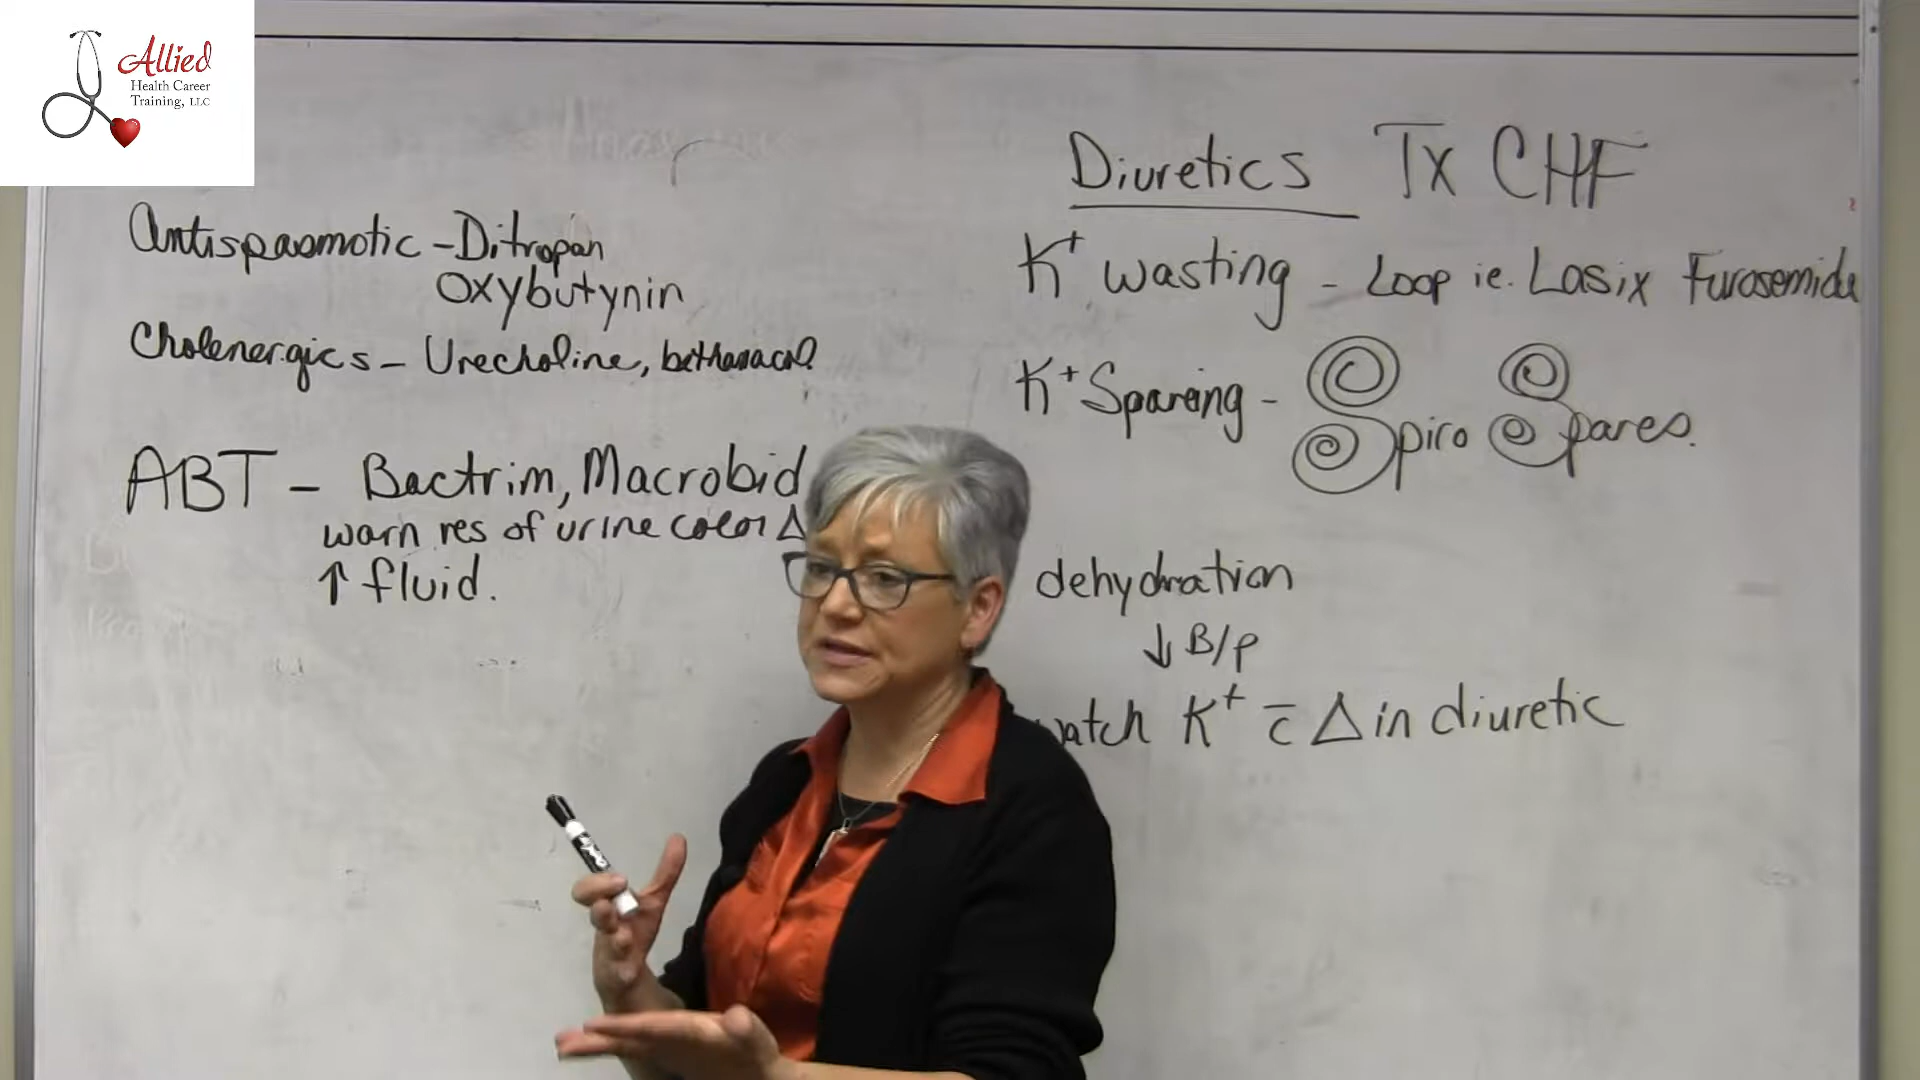 Allied
Health Career
Training, LLC
Antispasmotic - Ditropan
Oxybutynin
Cholenergics - Urecholine, bethanacol
ABT - Bactrim, Macrobid
warn res of urine color Δ
↑ fluid.
Diuretics Tx CHF
K+ wasting - Loop ie. Lasix Furosemide
K+ Sparing - Spiro Spares.
dehydration
↓ B/p
watch K+ c̄ Δ in diuretic